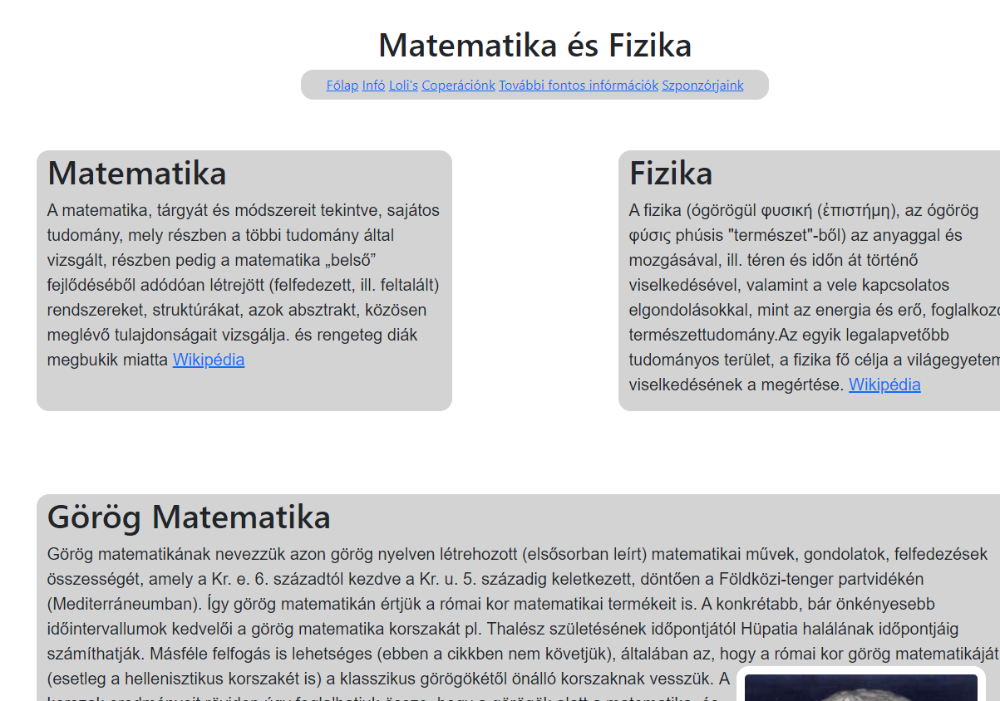 Matematika és Fizika
Főlap Infó Loli's Coperációnk További fontos infórmációk Szponzórjaink
Matematika
A matematika, tárgyát és módszereit tekintve, sajátos
tudomány, mely részben a többi tudomány által
vizsgált, részben pedig a matematika „belső”
fejlődéséből adódóan létrejött (felfedezett, ill. feltalált)
rendszereket, struktúrákat, azok absztrakt, közösen
meglévő tulajdonságait vizsgálja. és rengeteg diák
megbukik miatta Wikipédia
Fizika
A fizika (ógörögül φυσική (ἐπιστήμη), az ógörög
φύσις phúsis "természet"-ből) az anyaggal és
mozgásával, ill. téren és időn át történő
viselkedésével, valamint a vele kapcsolatos
elgondolásokkal, mint az energia és erő,
természettudomány.Az egyik legalapvetőbb
tudományos terület, a fizika fő célja a
viselkedésének a megértése. Wikipédia
Görög Matematika
Görög matematikának nevezzük azon görög nyelven létrehozott (elsősorban leírt) matematikai művek, gondolatok, felfedezések
összességét, amely a Kr. e. 6. századtól kezdve a Kr. u. 5. századig keletkezett, döntően a Földközi-tenger partvidékén
(Mediterráneumban). Így görög matematikán értjük a római kor matematikai termékeit is. A konkrétabb, bár önkényesebb
időintervallumok kedvelői a görög matematika korszakát pl. Thalész születésének időpontjától Hüpatia halálának időpontjáig
számíthatják. Másféle felfogás is lehetséges (ebben a cikkben nem követjük), általában az, hogy a római kor görög matematikáját
(esetleg a hellenisztikus korszakét is) a klasszikus görögökétől önálló korszaknak vesszük. A